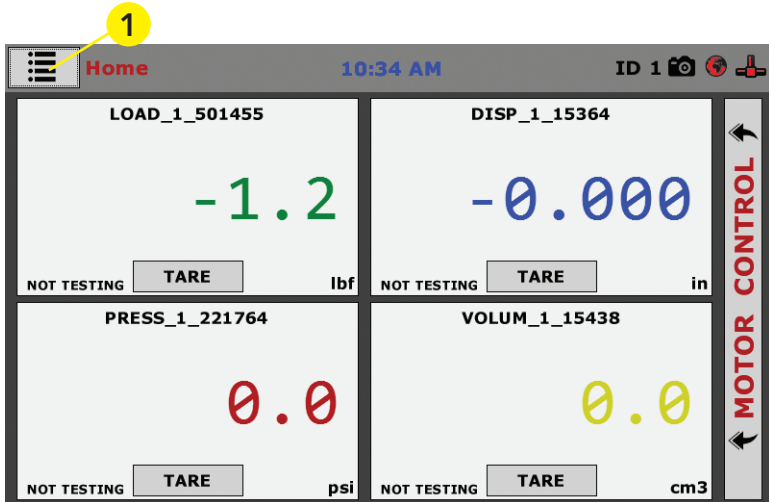 1
Home 10:34 AM ID 1
LOAD_1_501455
-1.2
NOT TESTING TARE lbf
DISP_1_15364
-0.000
NOT TESTING TARE in
PRESS_1_221764
0.0
NOT TESTING TARE psi
VOLUM_1_15438
0.0
NOT TESTING TARE cm3
MOTOR CONTROL